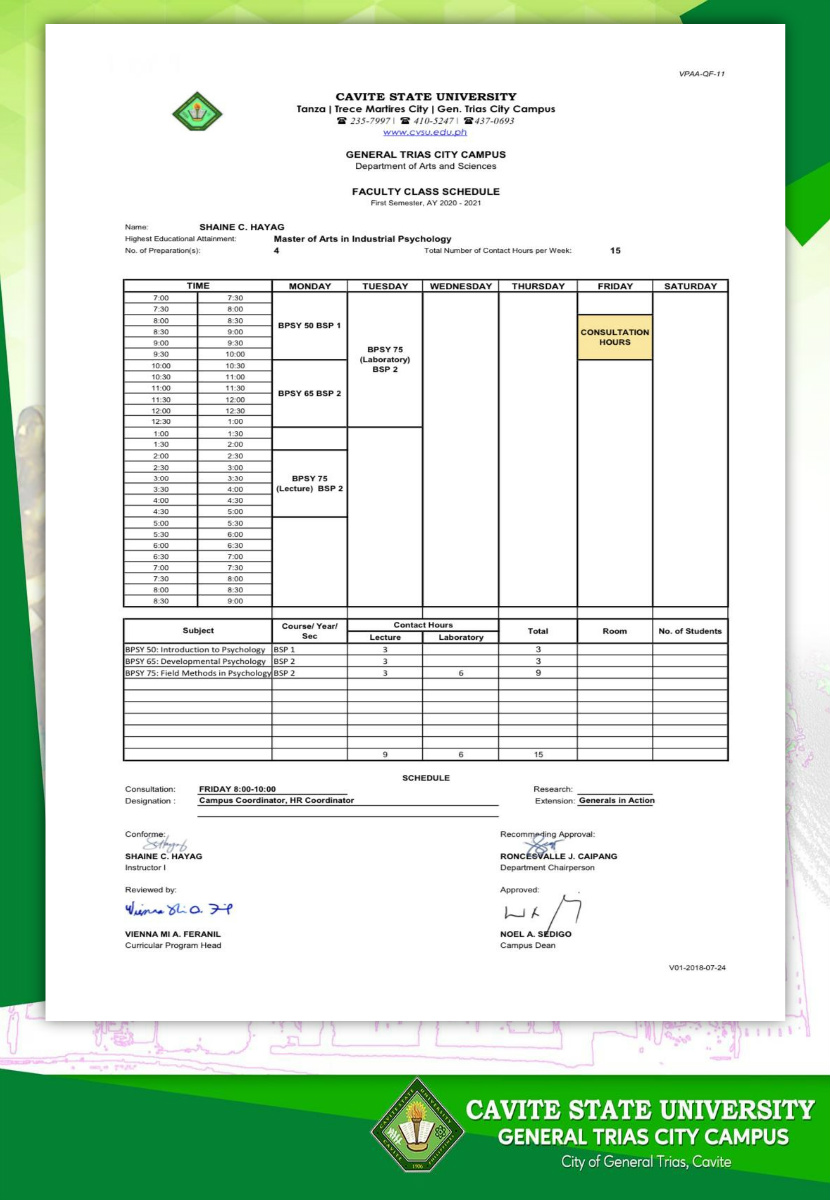 VPAA-QF-11
CAVITE STATE UNIVERSITY
Tanza | Trece Martires City | Gen. Trias City Campus
☎ 235-7997 | ☎ 410-5247 | ☎437-0693
www.cvsu.edu.ph
GENERAL TRIAS CITY CAMPUS
Department of Arts and Sciences
FACULTY CLASS SCHEDULE
First Semester, AY 2020 - 2021
Name: SHAINE C. HAYAG
Highest Educational Attainment: Master of Arts in Industrial Psychology
No. of Preparation(s): 4 Total Number of Contact Hours per Week: 15
TIME MONDAY TUESDAY WEDNESDAY THURSDAY FRIDAY SATURDAY
7:00 7:30
7:30 8:00
8:00 8:30
8:30 9:00
9:00 9:30
9:30 10:00
10:00 10:30
10:30 11:00
11:00 11:30
11:30 12:00
12:00 12:30
12:30 1:00
1:00 1:30
1:30 2:00
2:00 2:30
2:30 3:00
3:00 3:30
3:30 4:00
4:00 4:30
4:30 5:00
5:00 5:30
5:30 6:00
6:00 6:30
6:30 7:00
7:00 7:30
7:30 8:00
8:00 8:30
8:30 9:00
BPSY 50 BSP 1
BPSY 65 BSP 2
BPSY 75
(Lecture) BSP 2
BPSY 75
(Laboratory)
BSP 2
CONSULTATION
HOURS
Subject Course/ Year/ Sec Contact Hours Total Room No. of Students
Lecture Laboratory
BPSY 50: Introduction to Psychology BSP 1 3 3
BPSY 65: Developmental Psychology BSP 2 3 3
BPSY 75: Field Methods in Psychology BSP 2 3 6 9
9 6 15
SCHEDULE
Consultation: FRIDAY 8:00-10:00 Research:
Designation : Campus Coordinator, HR Coordinator Extension: Generals in Action
Conforme: Recommeding Approval:
SHAINE C. HAYAG RONCESVALLE J. CAIPANG
Instructor I Department Chairperson
Reviewed by: Approved:
VIENNA MI A. FERANIL NOEL A. SEDIGO
Curricular Program Head Campus Dean
V01-2018-07-24
CAVITE STATE UNIVERSITY
GENERAL TRIAS CITY CAMPUS
City of General Trias, Cavite
1906